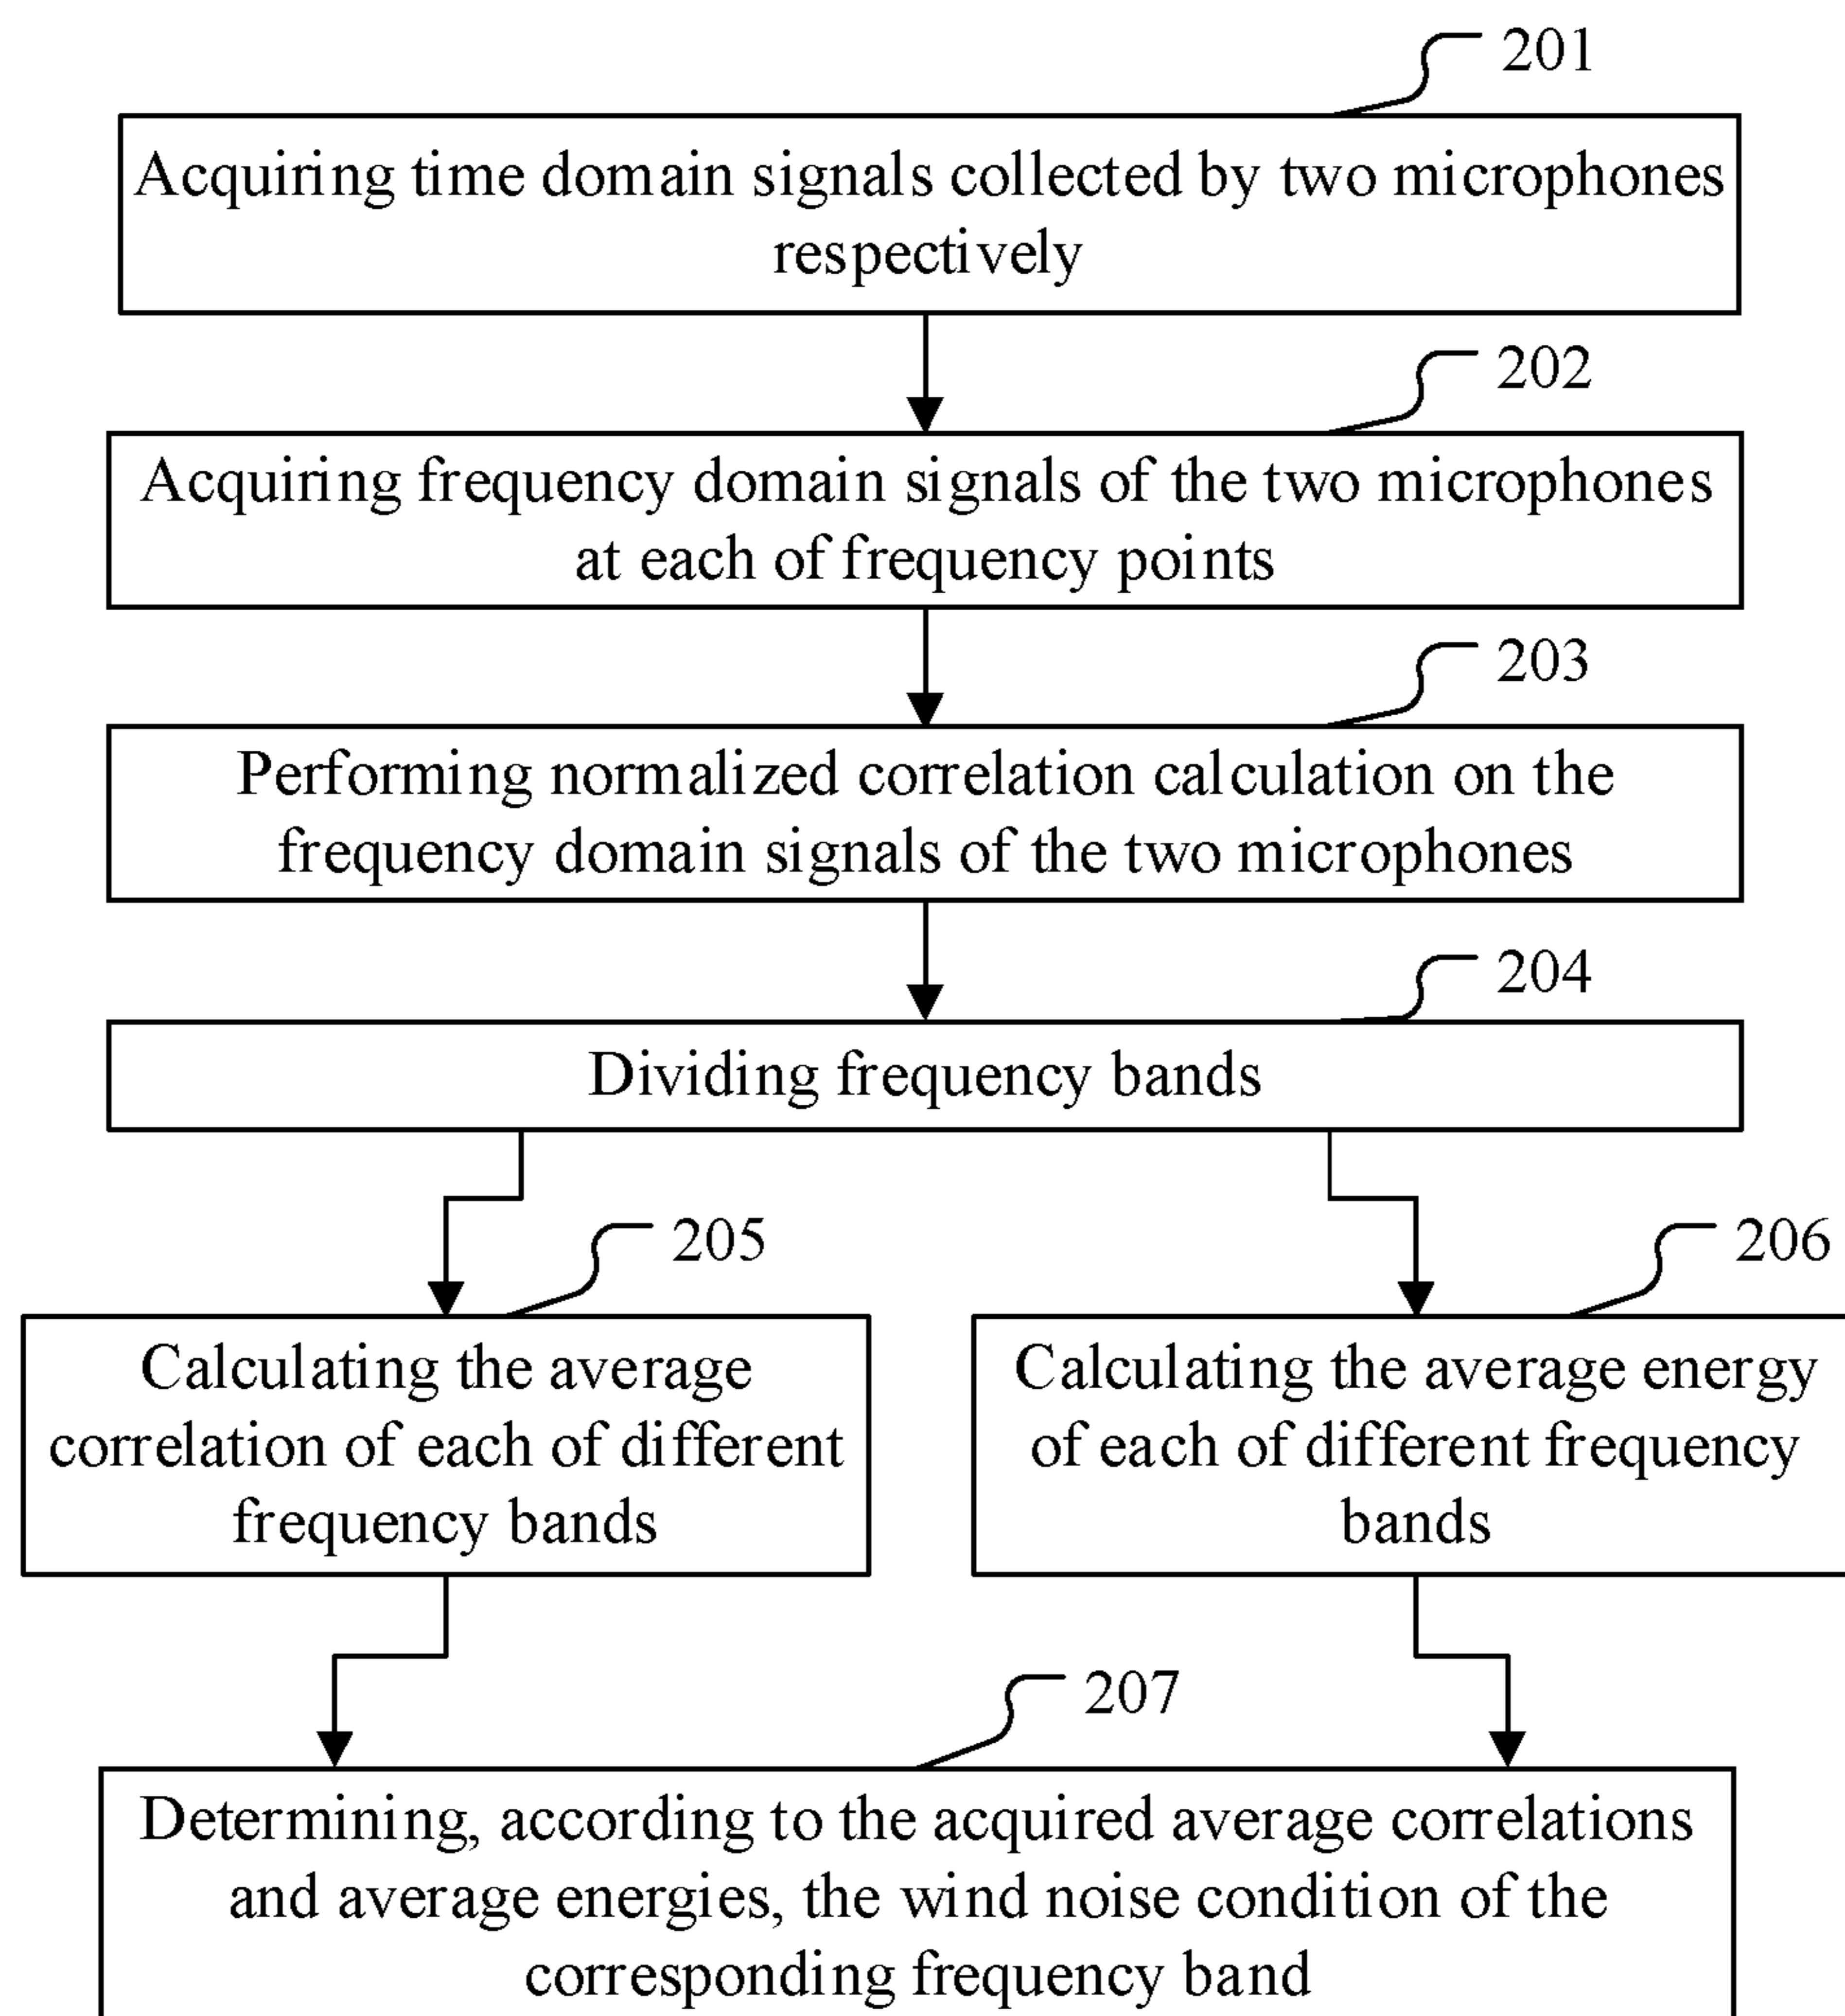 201
Acquiring time domain signals collected by two microphones
respectively
202
Acquiring frequency domain signals of the two microphones
at each of frequency points
203
Performing normalized correlation calculation on the
frequency domain signals of the two microphones
204
Dividing frequency bands
205
Calculating the average
correlation of each of different
frequency bands
206
Calculating the average energy
of each of different frequency
bands
207
Determining, according to the acquired average correlations
and average energies, the wind noise condition of the
corresponding frequency band